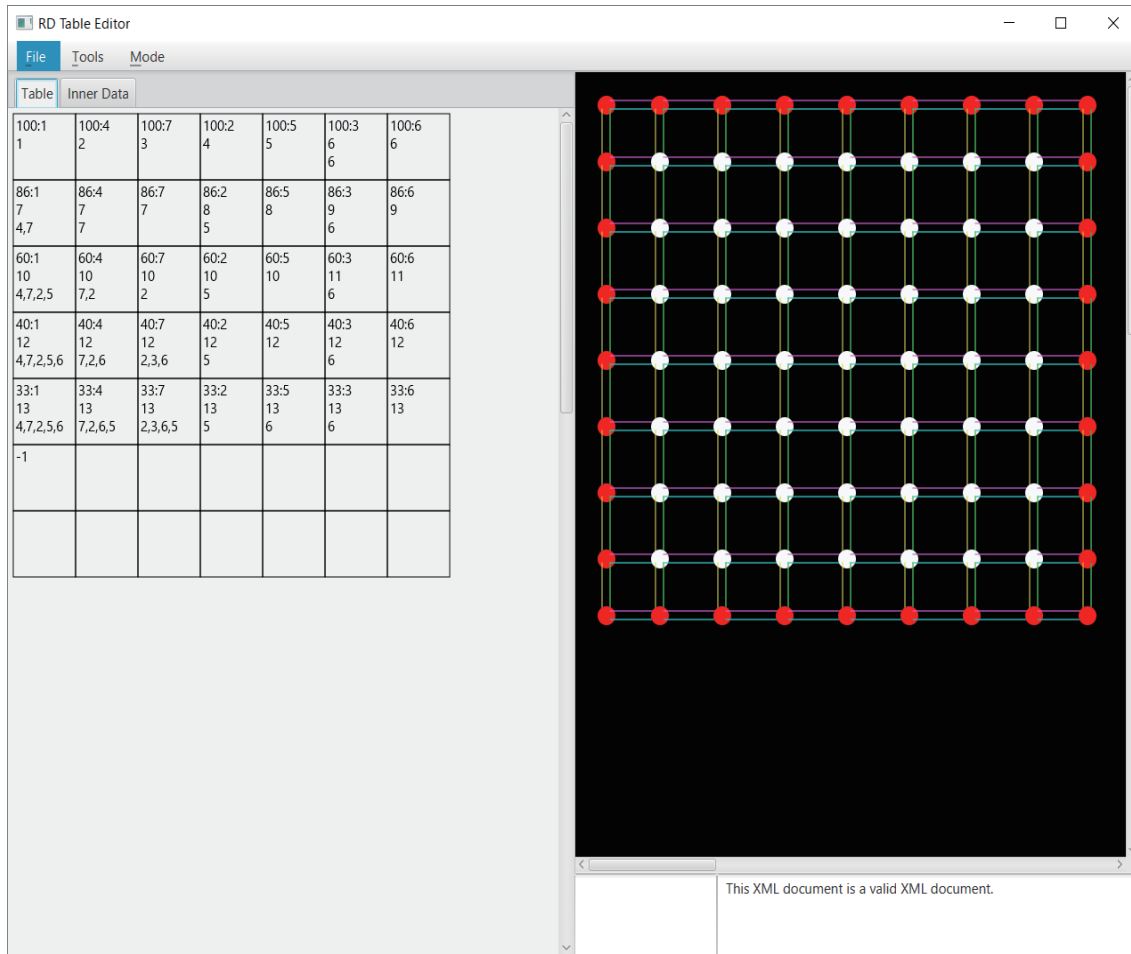 RD Table Editor
File Tools Mode
Table Inner Data
100:1 100:4 100:7 100:2 100:5 100:3 100:6
1 2 3 4 5 6 6
6
86:1 86:4 86:7 86:2 86:5 86:3 86:6
7 7 7 8 8 9 9
4,7 7 5 6
60:1 60:4 60:7 60:2 60:5 60:3 60:6
10 10 10 10 10 11 11
4,7,2,5 7,2 2 5 6
40:1 40:4 40:7 40:2 40:5 40:3 40:6
12 12 12 12 12 12 12
4,7,2,5,6 7,2,6 2,3,6 5 6
33:1 33:4 33:7 33:2 33:5 33:3 33:6
13 13 13 13 13 13 13
4,7,2,5,6 7,2,6,5 2,3,6,5 5 6 6
-1
This XML document is a valid XML document.